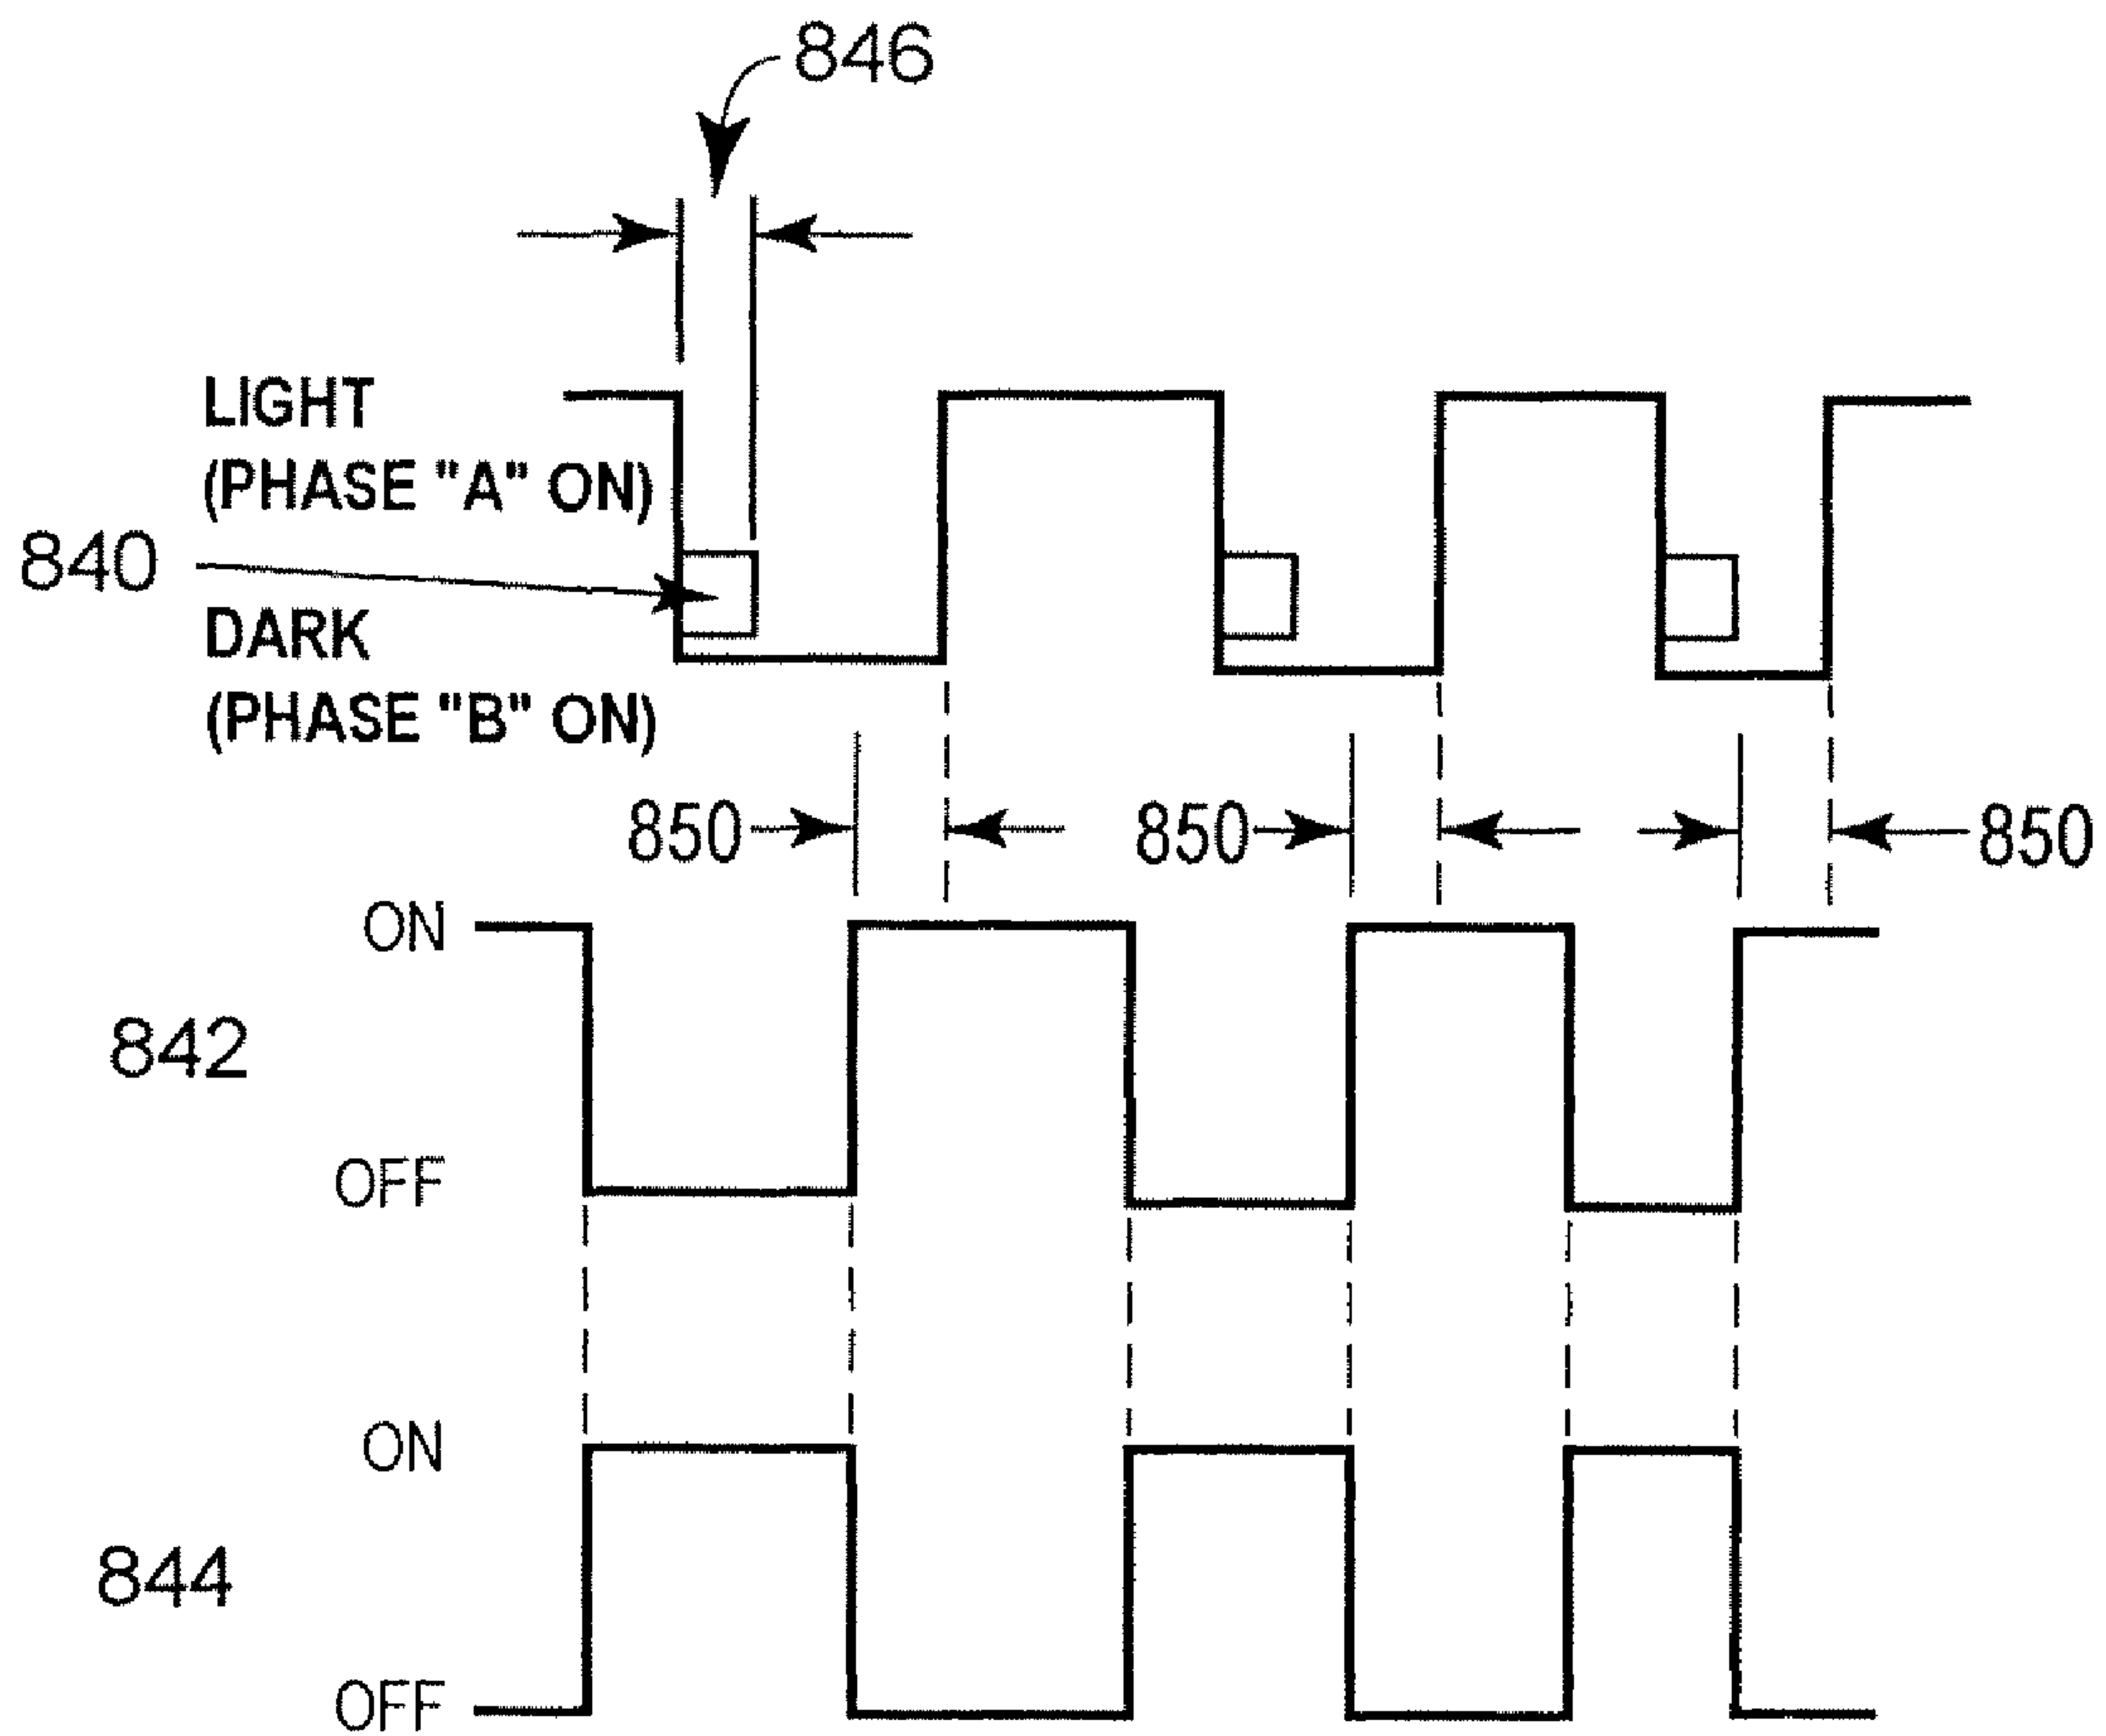 846
LIGHT
(PHASE "A" ON)
840
DARK
(PHASE "B" ON)
850 850 850
ON
842
OFF
ON
844
OFF